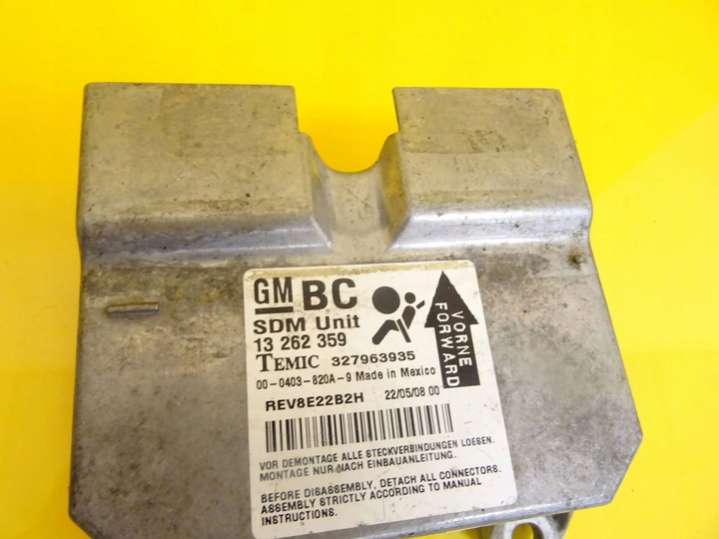 GM BC
SDM Unit
13 262 359
TEMIC 327963935
00-0403-820A-9 Made in Mexico
REV8E22B2H 22/05/08 00
VORNE
FORWARD
VOR DEMONTAGE ALLE STECKVERBINDUNGEN LOESEN.
MONTAGE NUR NACH EINBAUANLEITUNG.
BEFORE DISASSEMBLY, DETACH ALL CONNECTORS.
ASSEMBLY STRICTLY ACCORDING TO MANUAL
INSTRUCTIONS.